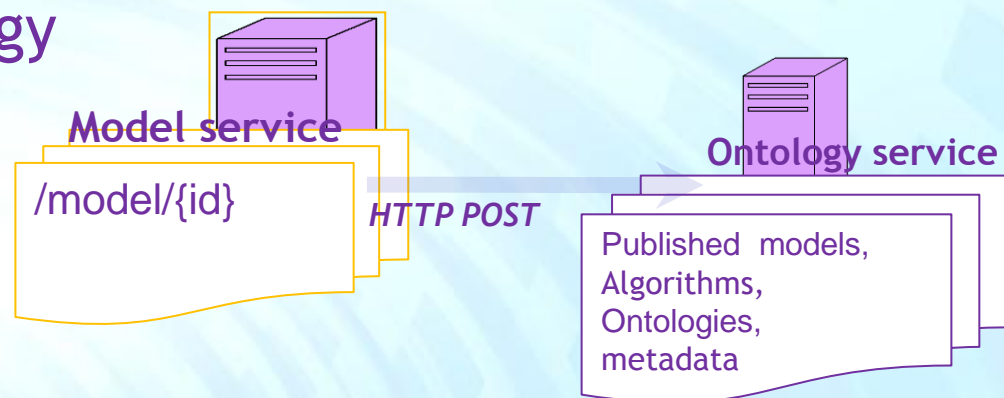 gy
Model service
/model/{id}
HTTP POST
Ontology service
Published models,
Algorithms,
Ontologies,
metadata